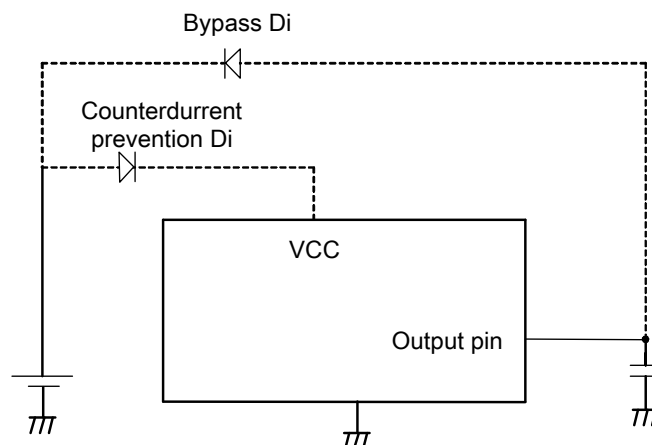 Bypass Di
Counterdurrent
prevention Di
VCC
Output pin